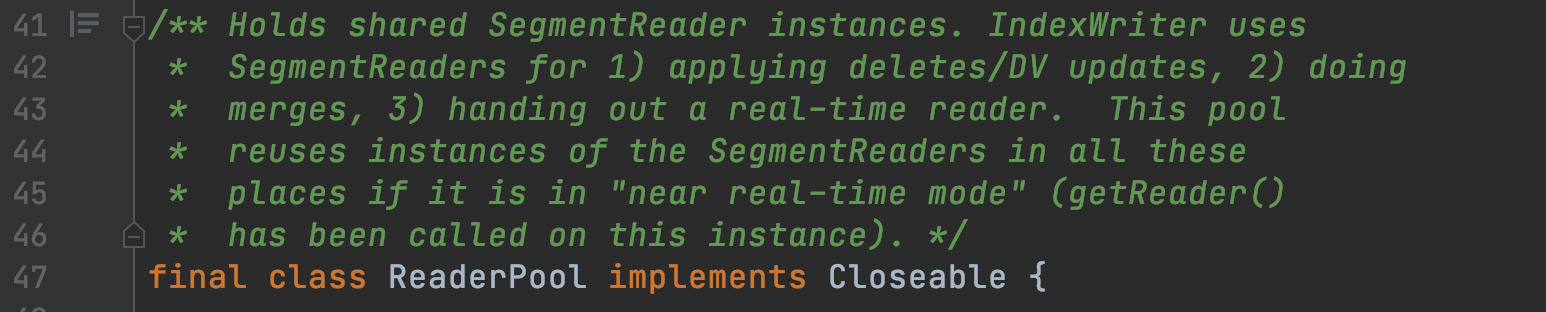 41 /** Holds shared SegmentReader instances. IndexWriter uses
42 *  SegmentReaders for 1) applying deletes/DV updates, 2) doing
43 *  merges, 3) handing out a real-time reader.  This pool
44 *  reuses instances of the SegmentReaders in all these
45 *  places if it is in "near real-time mode" (getReader()
46 *  has been called on this instance). */
47 final class ReaderPool implements Closeable {